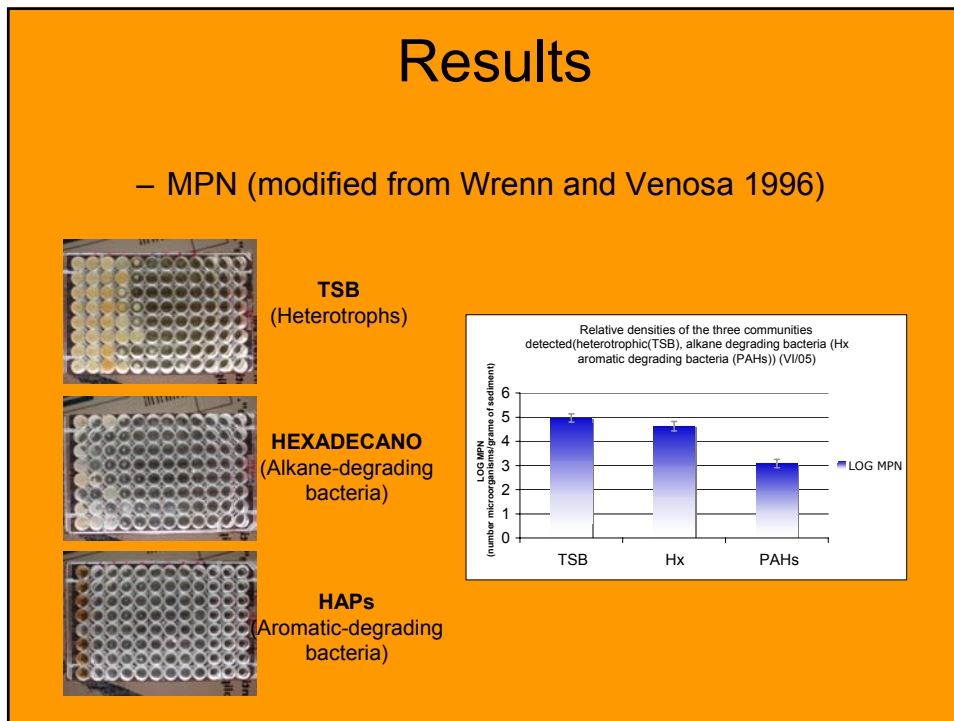 Results
– MPN (modified from Wrenn and Venosa 1996)
TSB
(Heterotrophs)
HEXADECANO
(Alkane-degrading
bacteria)
HAPs
(Aromatic-degrading
bacteria)
Relative densities of the three communities
detected(heterotrophic(TSB), alkane degrading bacteria (Hx
aromatic degrading bacteria (PAHs)) (VI/05)
LOG MPN
(number microorganisms/grame of sediment)
6
5
4
3
2
1
0
TSB Hx PAHs
LOG MPN